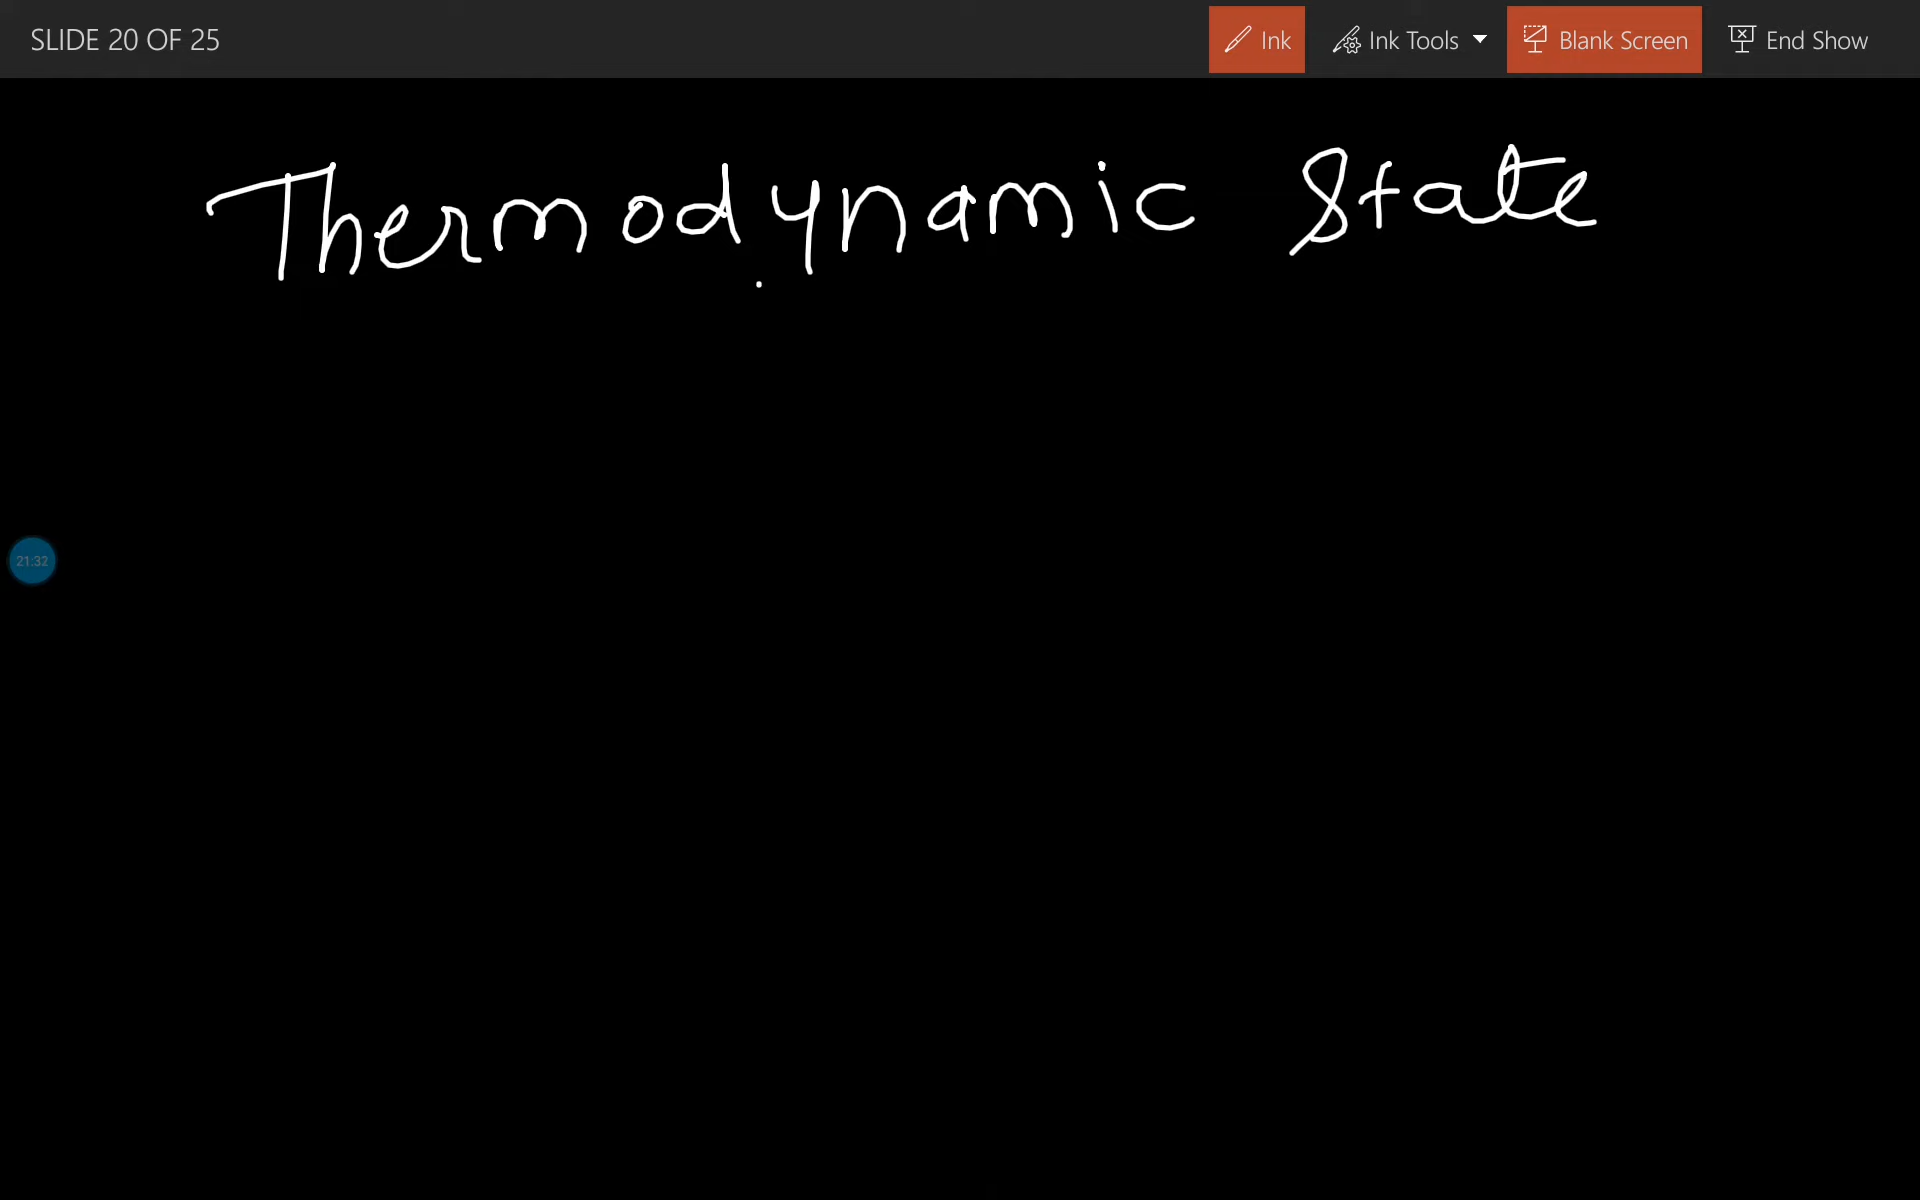 SLIDE 20 OF 25 Ink Ink Tools Blank Screen End Show
Thermodynamic State
21:32